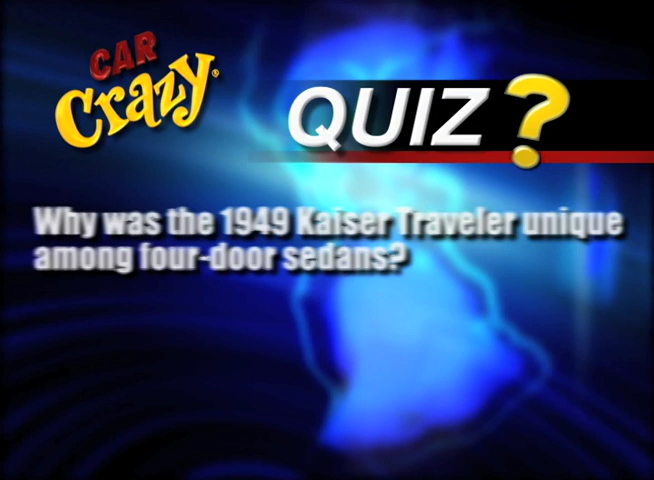 CAR
Crazy®
QUIZ?
Why was the 1949 Kaiser Traveler unique
among four-door sedans?